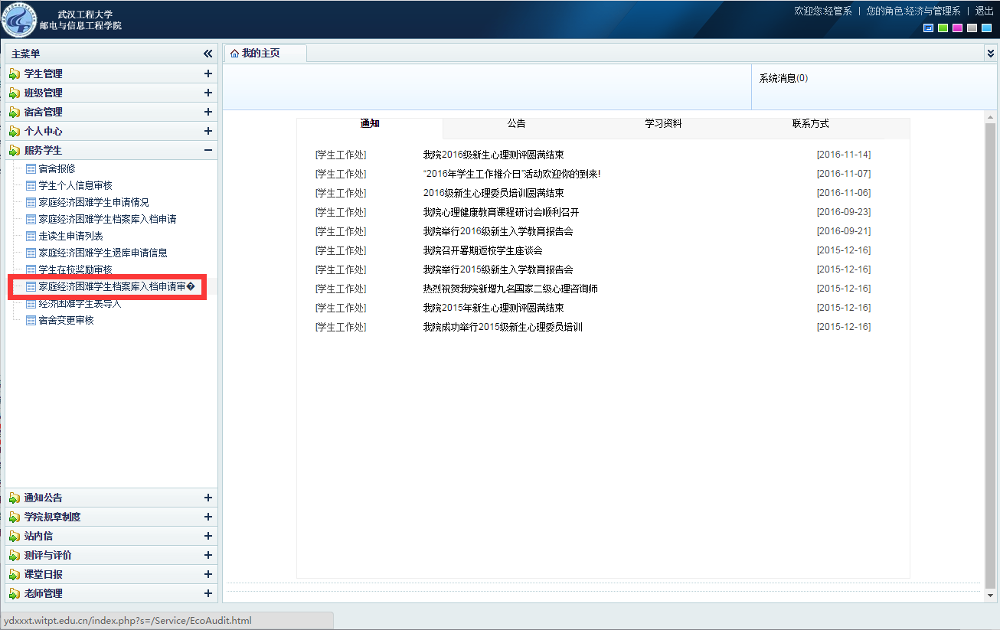 武汉工程大学
邮电与信息工程学院
欢迎您:经管系 | 您的角色:经济与管理系 | 退出
主菜单
学生管理
班级管理
宿舍管理
个人中心
服务学生
宿舍报修
学生个人信息审核
家庭经济困难学生申请情况
家庭经济困难学生档案库入档申请
走读生申请列表
家庭经济困难学生退库申请信息
学生在校奖励审核
家庭经济困难学生档案库入档申请审�
经济困难学生表导入
宿舍变更审核
通知公告
学院规章制度
站内信
测评与评价
课堂日报
老师管理
我的主页
系统消息(0)
通知 公告 学习资料 联系方式
[学生工作处] 我院2016级新生心理测评圆满结束 [2016-11-14]
[学生工作处] “2016年学生工作推介日”活动欢迎你的到来! [2016-11-07]
[学生工作处] 2016级新生心理委员培训圆满结束 [2016-11-06]
[学生工作处] 我院心理健康教育课程研讨会顺利召开 [2016-09-23]
[学生工作处] 我院举行2016级新生入学教育报告会 [2016-09-21]
[学生工作处] 我院召开暑期返校学生座谈会 [2015-12-16]
[学生工作处] 我院举行2015级新生入学教育报告会 [2015-12-16]
[学生工作处] 热烈祝贺我院新增九名国家二级心理咨询师 [2015-12-16]
[学生工作处] 我院2015年新生心理测评圆满结束 [2015-12-16]
[学生工作处] 我院成功举行2015级新生心理委员培训 [2015-12-16]
ydxxxt.witpt.edu.cn/index.php?s=/Service/EcoAudit.html